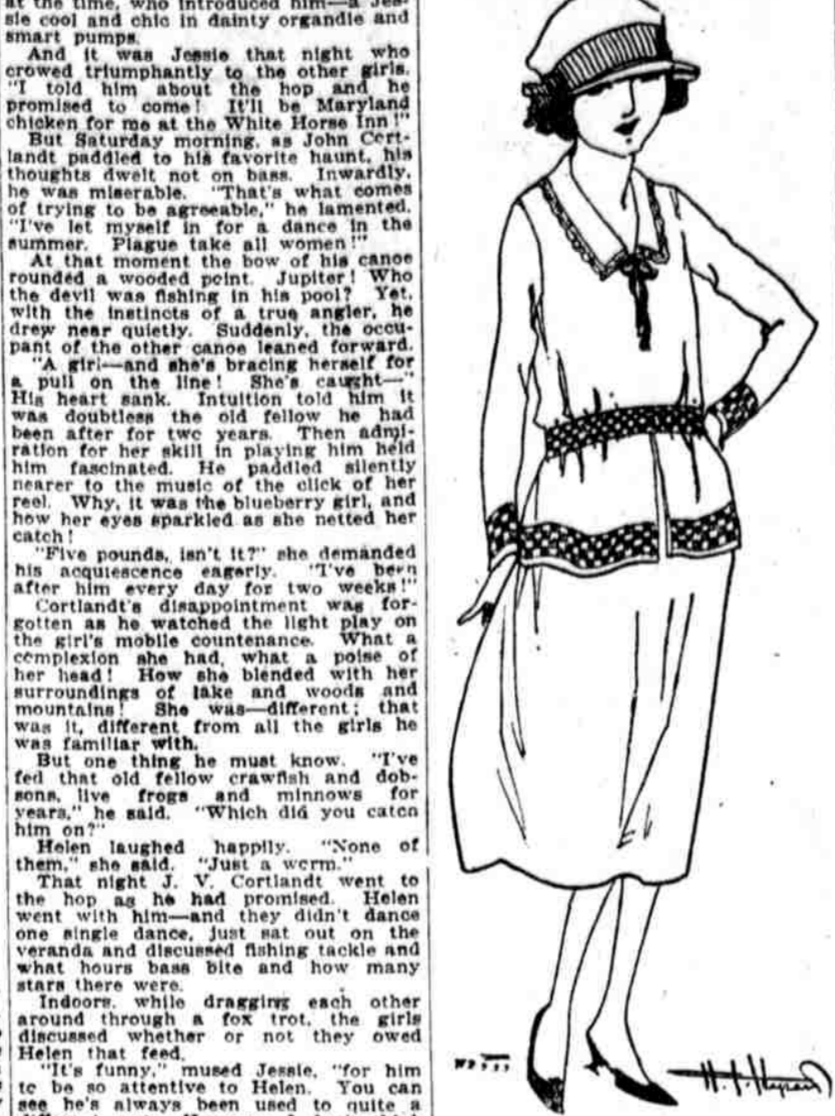 at the time, who introduced him—a Jes-
sie cool and chic in dainty organdie and
smart pumps.
And it was Jessie that night who
crowed triumphantly to the other girls.
"I told him about the hop and he
promised to come! It'll be Maryland
chicken for me at the White Horse Inn!"
But Saturday morning, as John Cort-
landt paddled to his favorite haunt, his
thoughts dwelt not on bass. Inwardly,
he was miserable. "That's what comes
of trying to be agreeable," he lamented.
"I've let myself in for a dance in the
summer. Plague take all women!"
At that moment the bow of his canoe
rounded a wooded point. Jupiter! Who
the devil was fishing in his pool? Yet,
with the instincts of a true angler, he
drew near quietly. Suddenly, the occu-
pant of the other canoe leaned forward.
"A girl—and she's bracing herself for
a pull on the line! She's caught—"
His heart sank. Intuition told him it
was doubtless the old fellow he had
been after for two years. Then admi-
ration for her skill in playing him held
him fascinated. He paddled silently
nearer to the music of the click of her
reel. Why, it was the blueberry girl, and
how her eyes sparkled as she netted her
catch!
"Five pounds, isn't it?" she demanded
his acquiescence eagerly. "I've been
after him every day for two weeks!"
Cortlandt's disappointment was for-
gotten as he watched the light play on
the girl's mobile countenance. What a
complexion she had, what a poise of
her head! How she blended with her
surroundings of lake and woods and
mountains! She was—different; that
was it, different from all the girls he
was familiar with.
But one thing he must know. "I've
fed that old fellow crawfish and dob-
sons, live frogs and minnows for
years," he said. "Which did you catch
him on?"
Helen laughed happily. "None of
them," she said. "Just a worm."
That night J. V. Cortlandt went to
the hop as he had promised. Helen
went with him—and they didn't dance
one single dance, just sat out on the
veranda and discussed fishing tackle and
what hours bass bite and how many
stars there were.
Indoors, while dragging each other
around through a fox trot, the girls
discussed whether or not they owed
Helen that feed.
"It's funny," mused Jessie, "for him
to be so attentive to Helen. You can
see he's always been used to quite a